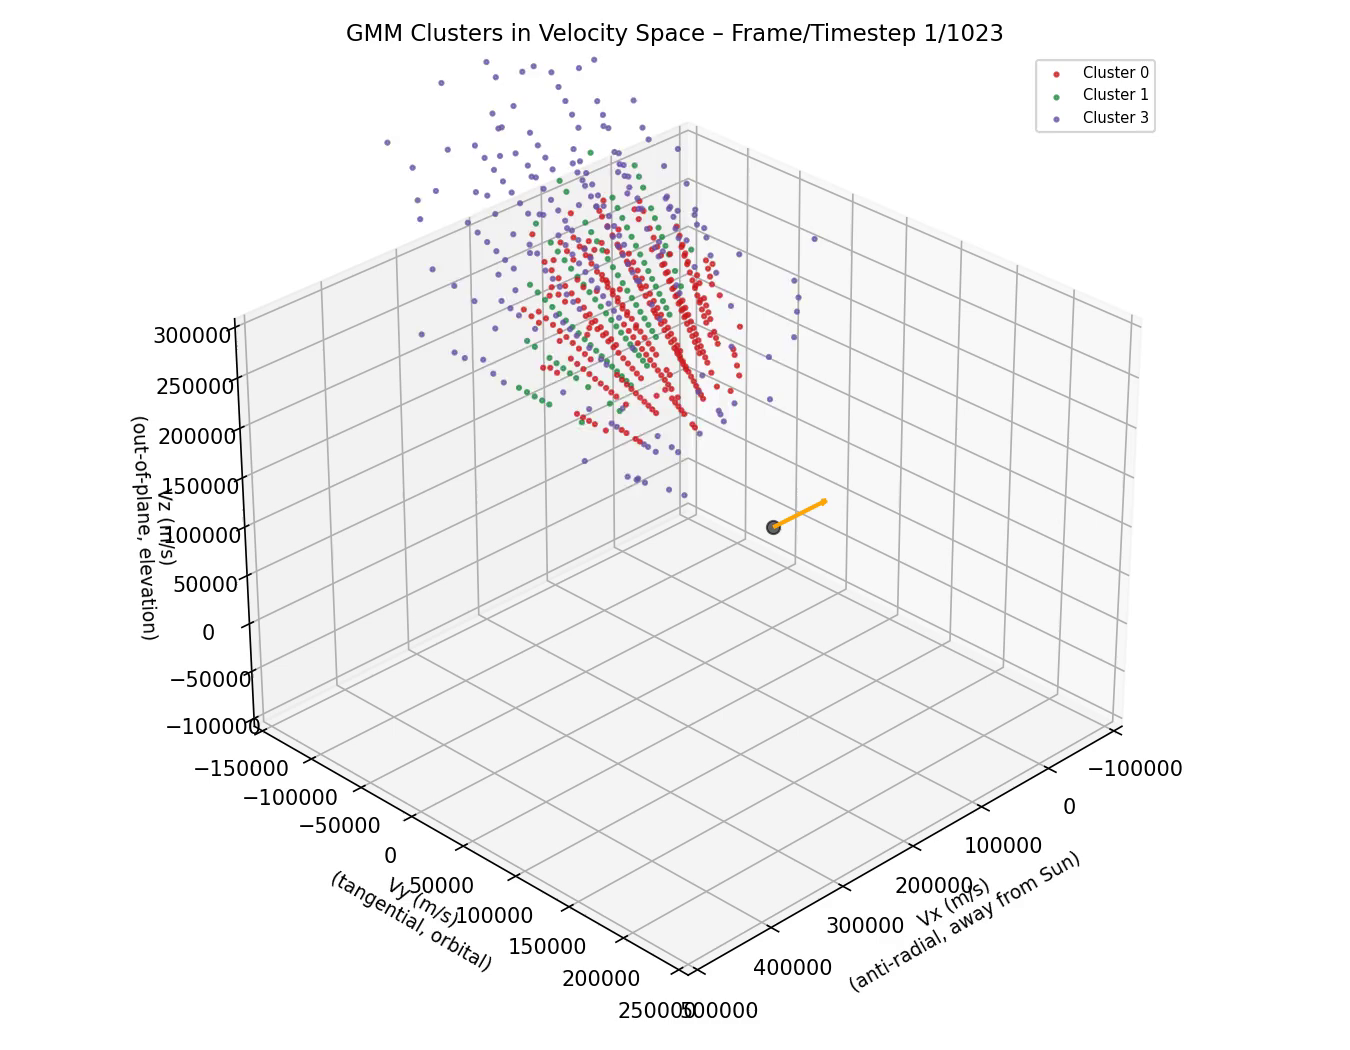 GMM Clusters in Velocity Space – Frame/Timestep 1/1023
Cluster 0
Cluster 1
Cluster 3
300000
250000
200000
150000
100000
50000
0
−50000
−100000
Vz (m/s)
(out-of-plane, elevation)
−150000
−100000
−50000
0
50000
100000
150000
200000
250000
Vy (m/s)
(tangential, orbital)
−100000
0
100000
200000
300000
400000
500000
Vx (m/s)
(anti-radial, away from Sun)